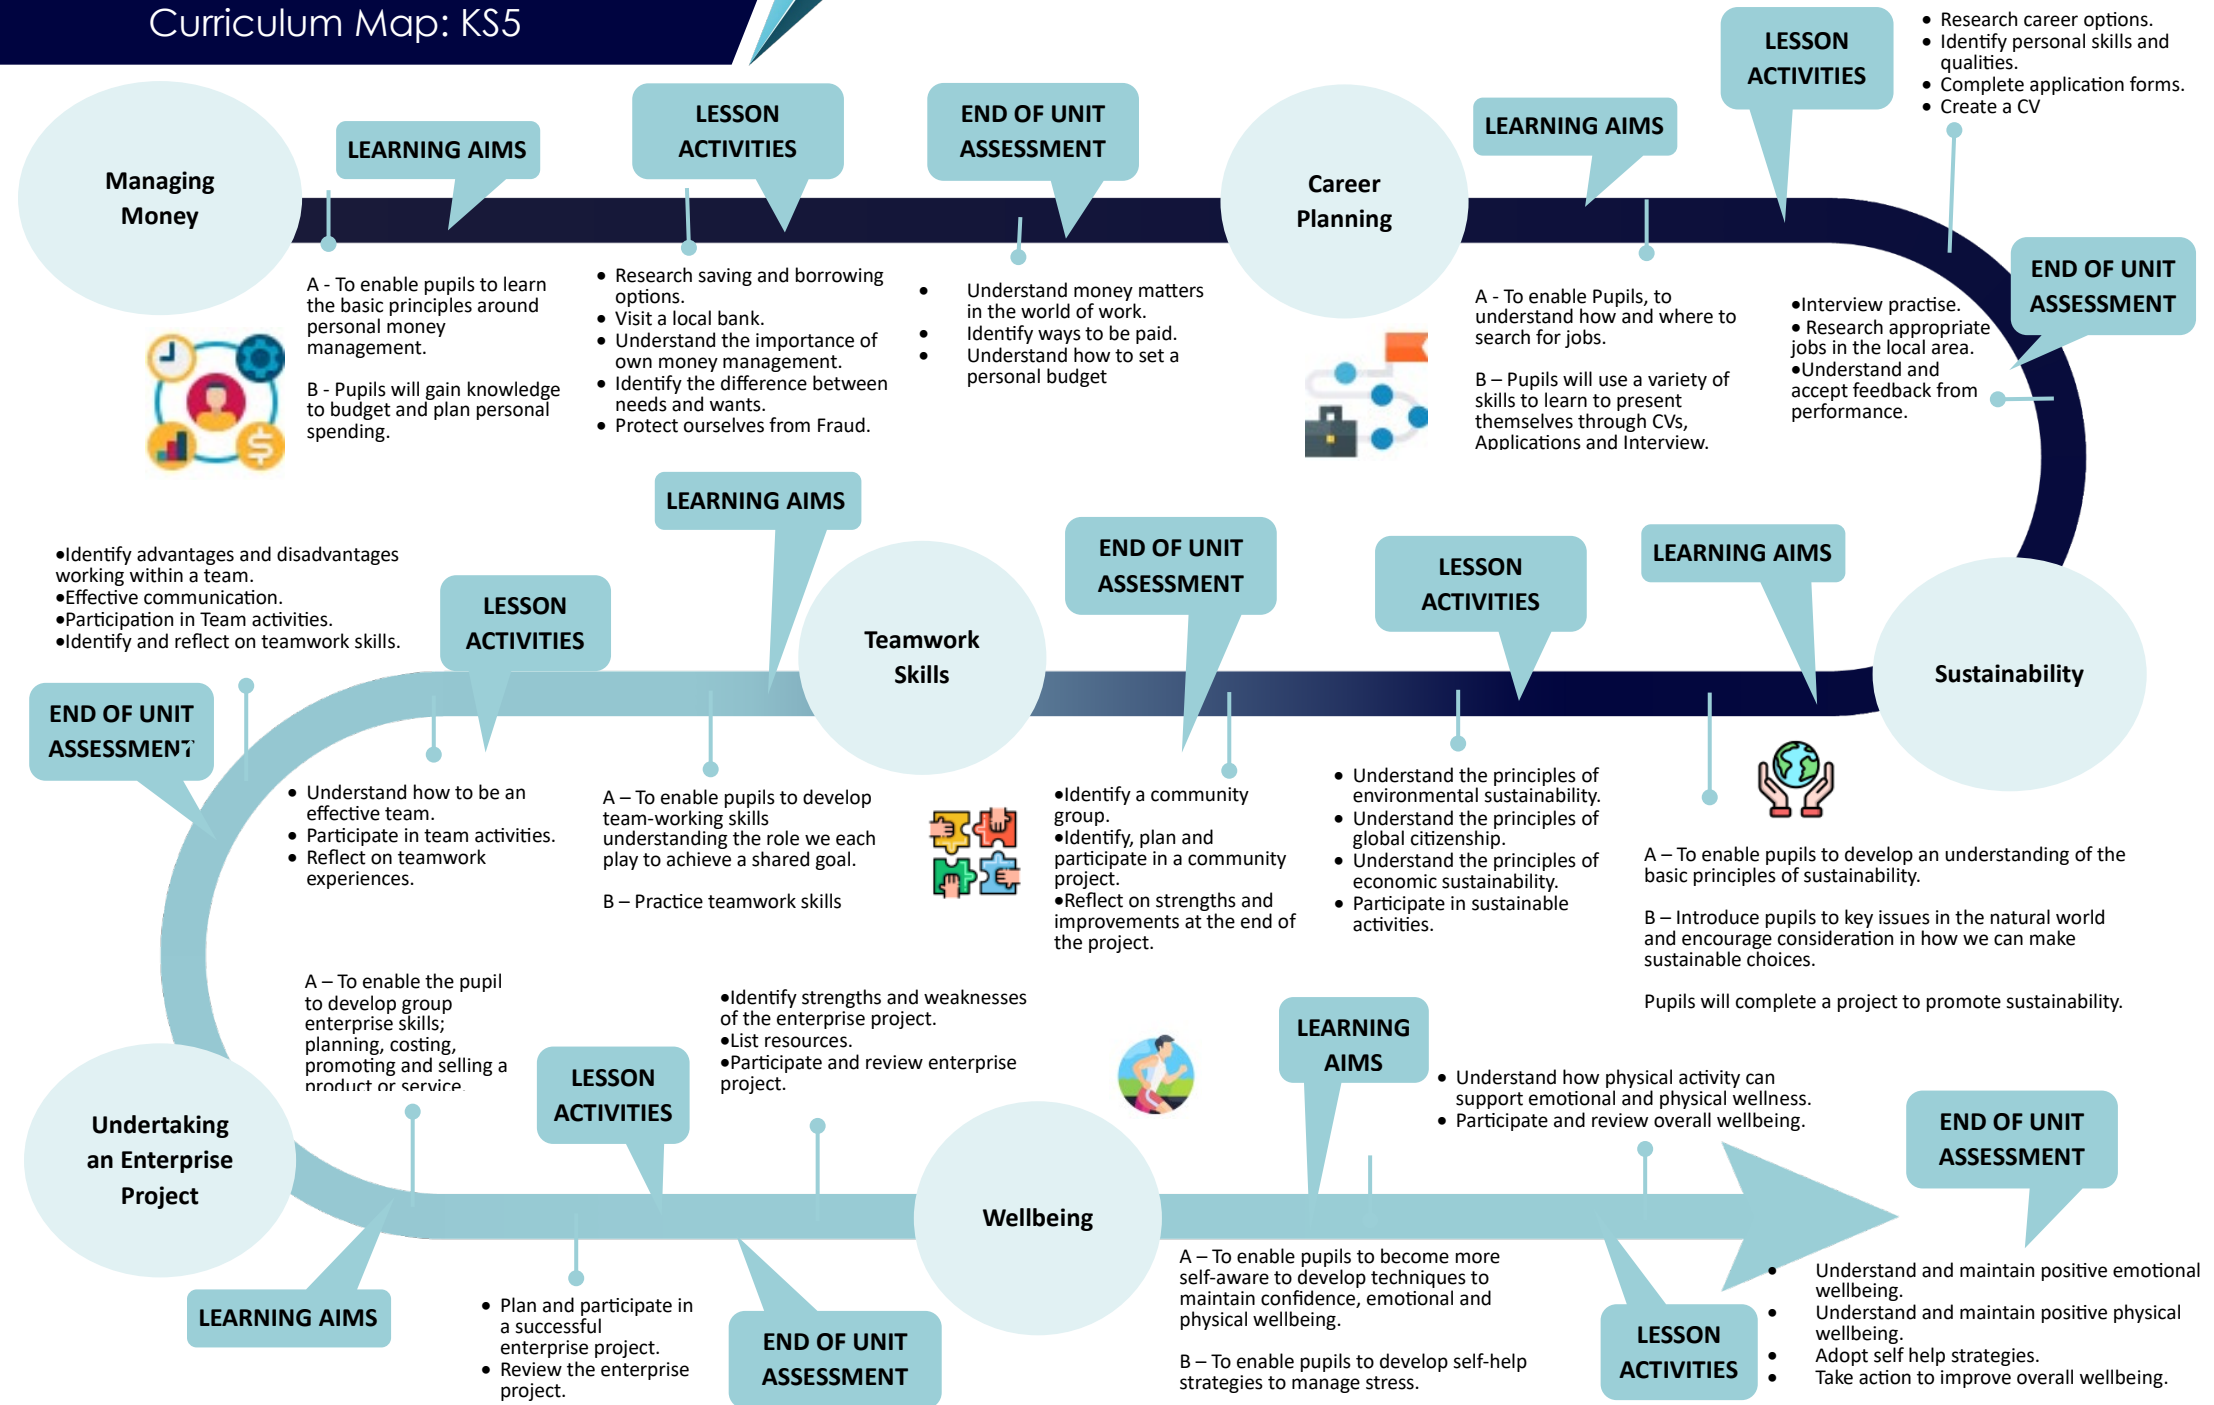 Curriculum Map: KS5
Managing
Money
LEARNING AIMS
A - To enable pupils to learn
the basic principles around
personal money
management.
B - Pupils will gain knowledge
to budget and plan personal
spending.
LESSON
ACTIVITIES
• Research saving and borrowing
options.
• Visit a local bank.
• Understand the importance of
own money management.
• Identify the difference between
needs and wants.
• Protect ourselves from Fraud.
END OF UNIT
ASSESSMENT
• Understand money matters
in the world of work.
• Identify ways to be paid.
• Understand how to set a
personal budget
Career
Planning
LEARNING AIMS
A - To enable Pupils, to
understand how and where to
search for jobs.
B – Pupils will use a variety of
skills to learn to present
themselves through CVs,
Applications and Interview.
LESSON
ACTIVITIES
• Research career options.
• Identify personal skills and
qualities.
• Complete application forms.
• Create a CV
END OF UNIT
ASSESSMENT
•Interview practise.
• Research appropriate
jobs in the local area.
•Understand and
accept feedback from
performance.
Sustainability
LEARNING AIMS
A – To enable pupils to develop an understanding of the
basic principles of sustainability.
B – Introduce pupils to key issues in the natural world
and encourage consideration in how we can make
sustainable choices.
Pupils will complete a project to promote sustainability.
LESSON
ACTIVITIES
• Understand the principles of
environmental sustainability.
• Understand the principles of
global citizenship.
• Understand the principles of
economic sustainability.
• Participate in sustainable
activities.
END OF UNIT
ASSESSMENT
•Identify a community
group.
•Identify, plan and
participate in a community
project.
•Reflect on strengths and
improvements at the end of
the project.
Teamwork
Skills
LEARNING AIMS
A – To enable pupils to develop
team-working skills
understanding the role we each
play to achieve a shared goal.
B – Practice teamwork skills
LESSON
ACTIVITIES
• Understand how to be an
effective team.
• Participate in team activities.
• Reflect on teamwork
experiences.
END OF UNIT
ASSESSMENT
•Identify advantages and disadvantages
working within a team.
•Effective communication.
•Participation in Team activities.
•Identify and reflect on teamwork skills.
Undertaking
an Enterprise
Project
LEARNING AIMS
A – To enable the pupil
to develop group
enterprise skills;
planning, costing,
promoting and selling a
product or service.
LESSON
ACTIVITIES
• Plan and participate in
a successful
enterprise project.
• Review the enterprise
project.
END OF UNIT
ASSESSMENT
•Identify strengths and weaknesses
of the enterprise project.
•List resources.
•Participate and review enterprise
project.
Wellbeing
LEARNING
AIMS
A – To enable pupils to become more
self-aware to develop techniques to
maintain confidence, emotional and
physical wellbeing.
B – To enable pupils to develop self-help
strategies to manage stress.
LESSON
ACTIVITIES
• Understand how physical activity can
support emotional and physical wellness.
• Participate and review overall wellbeing.
END OF UNIT
ASSESSMENT
• Understand and maintain positive emotional
wellbeing.
• Understand and maintain positive physical
wellbeing.
• Adopt self help strategies.
• Take action to improve overall wellbeing.